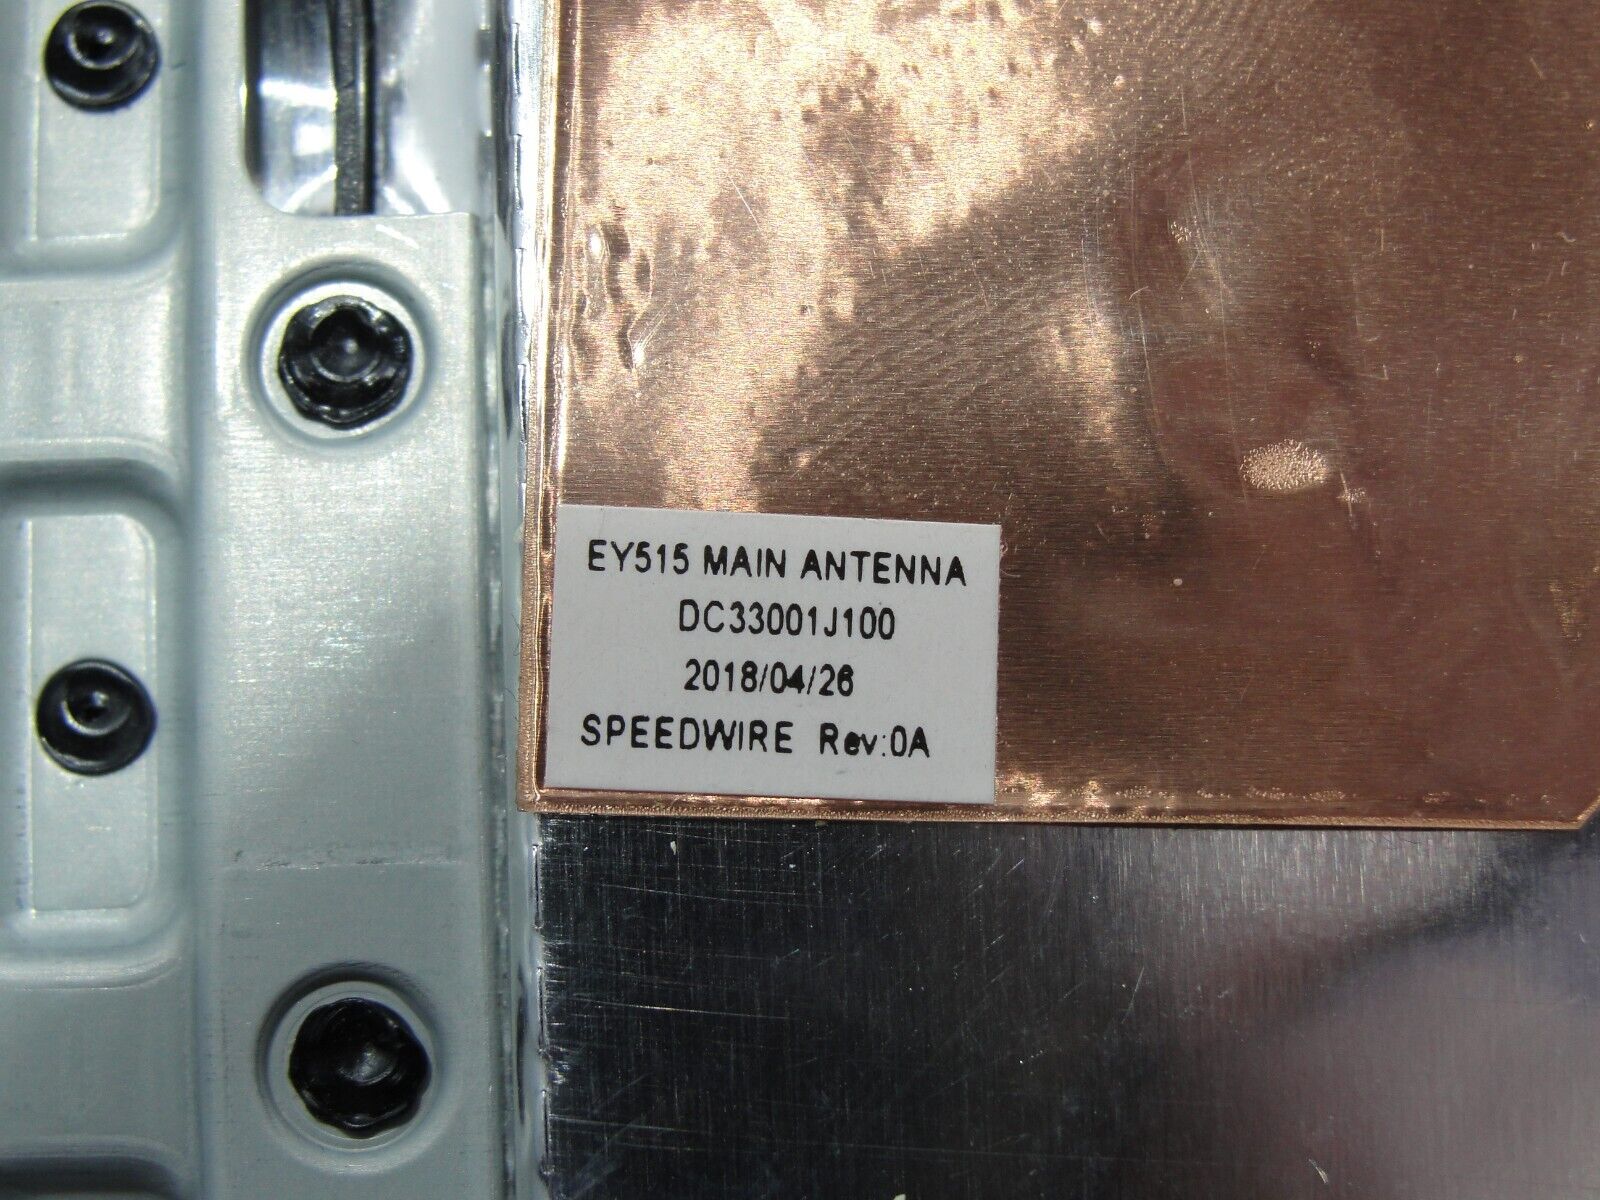 EY515 MAIN ANTENNA
DC33001J100
2018/04/26
SPEEDWIRE Rev:0A